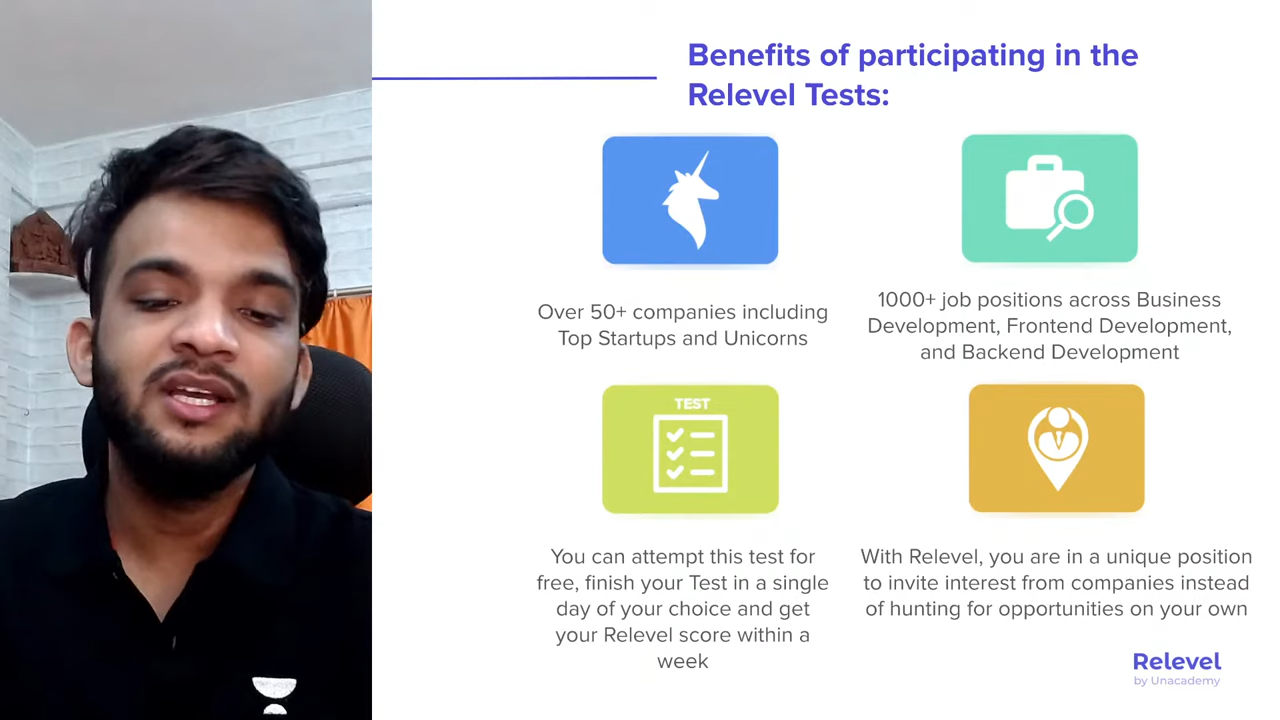 Benefits of participating in the
Relevel Tests:
Over 50+ companies including
Top Startups and Unicorns
1000+ job positions across Business
Development, Frontend Development,
and Backend Development
TEST
You can attempt this test for
free, finish your Test in a single
day of your choice and get
your Relevel score within a
week
With Relevel, you are in a unique position
to invite interest from companies instead
of hunting for opportunities on your own
Relevel
by Unacademy